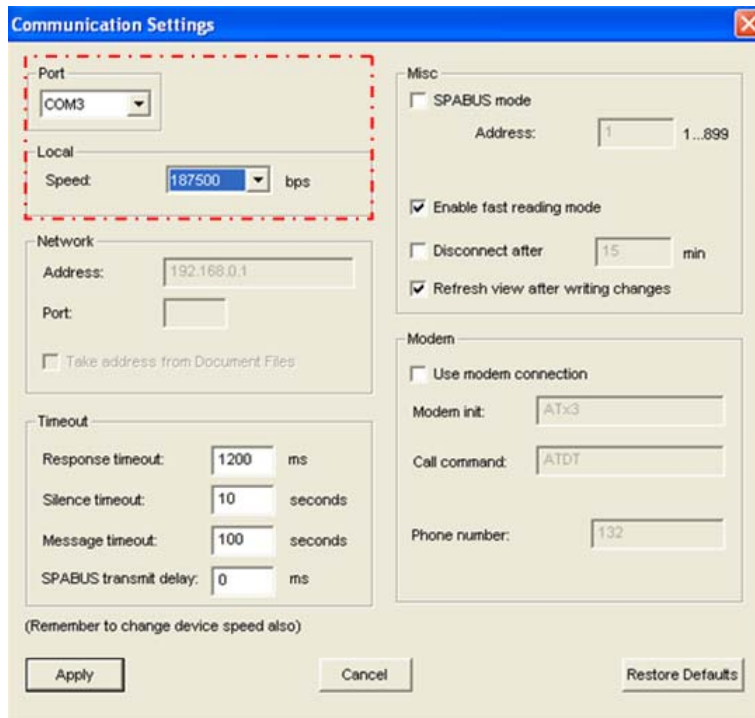 Communication Settings
Port
COM3
Local
Speed: 187500 bps
Network
Address: 192.168.0.1
Port:
Take address from Document Files
Timeout
Response timeout: 1200 ms
Silence timeout: 10 seconds
Message timeout: 100 seconds
SPABUS transmit delay: 0 ms
Misc
SPABUS mode
Address: 1 1...899
Enable fast reading mode
Disconnect after 15 min
Refresh view after writing changes
Modem
Use modem connection
Modem init: ATx3
Call command: ATDT
Phone number: 132
(Remember to change device speed also)
Apply Cancel Restore Defaults